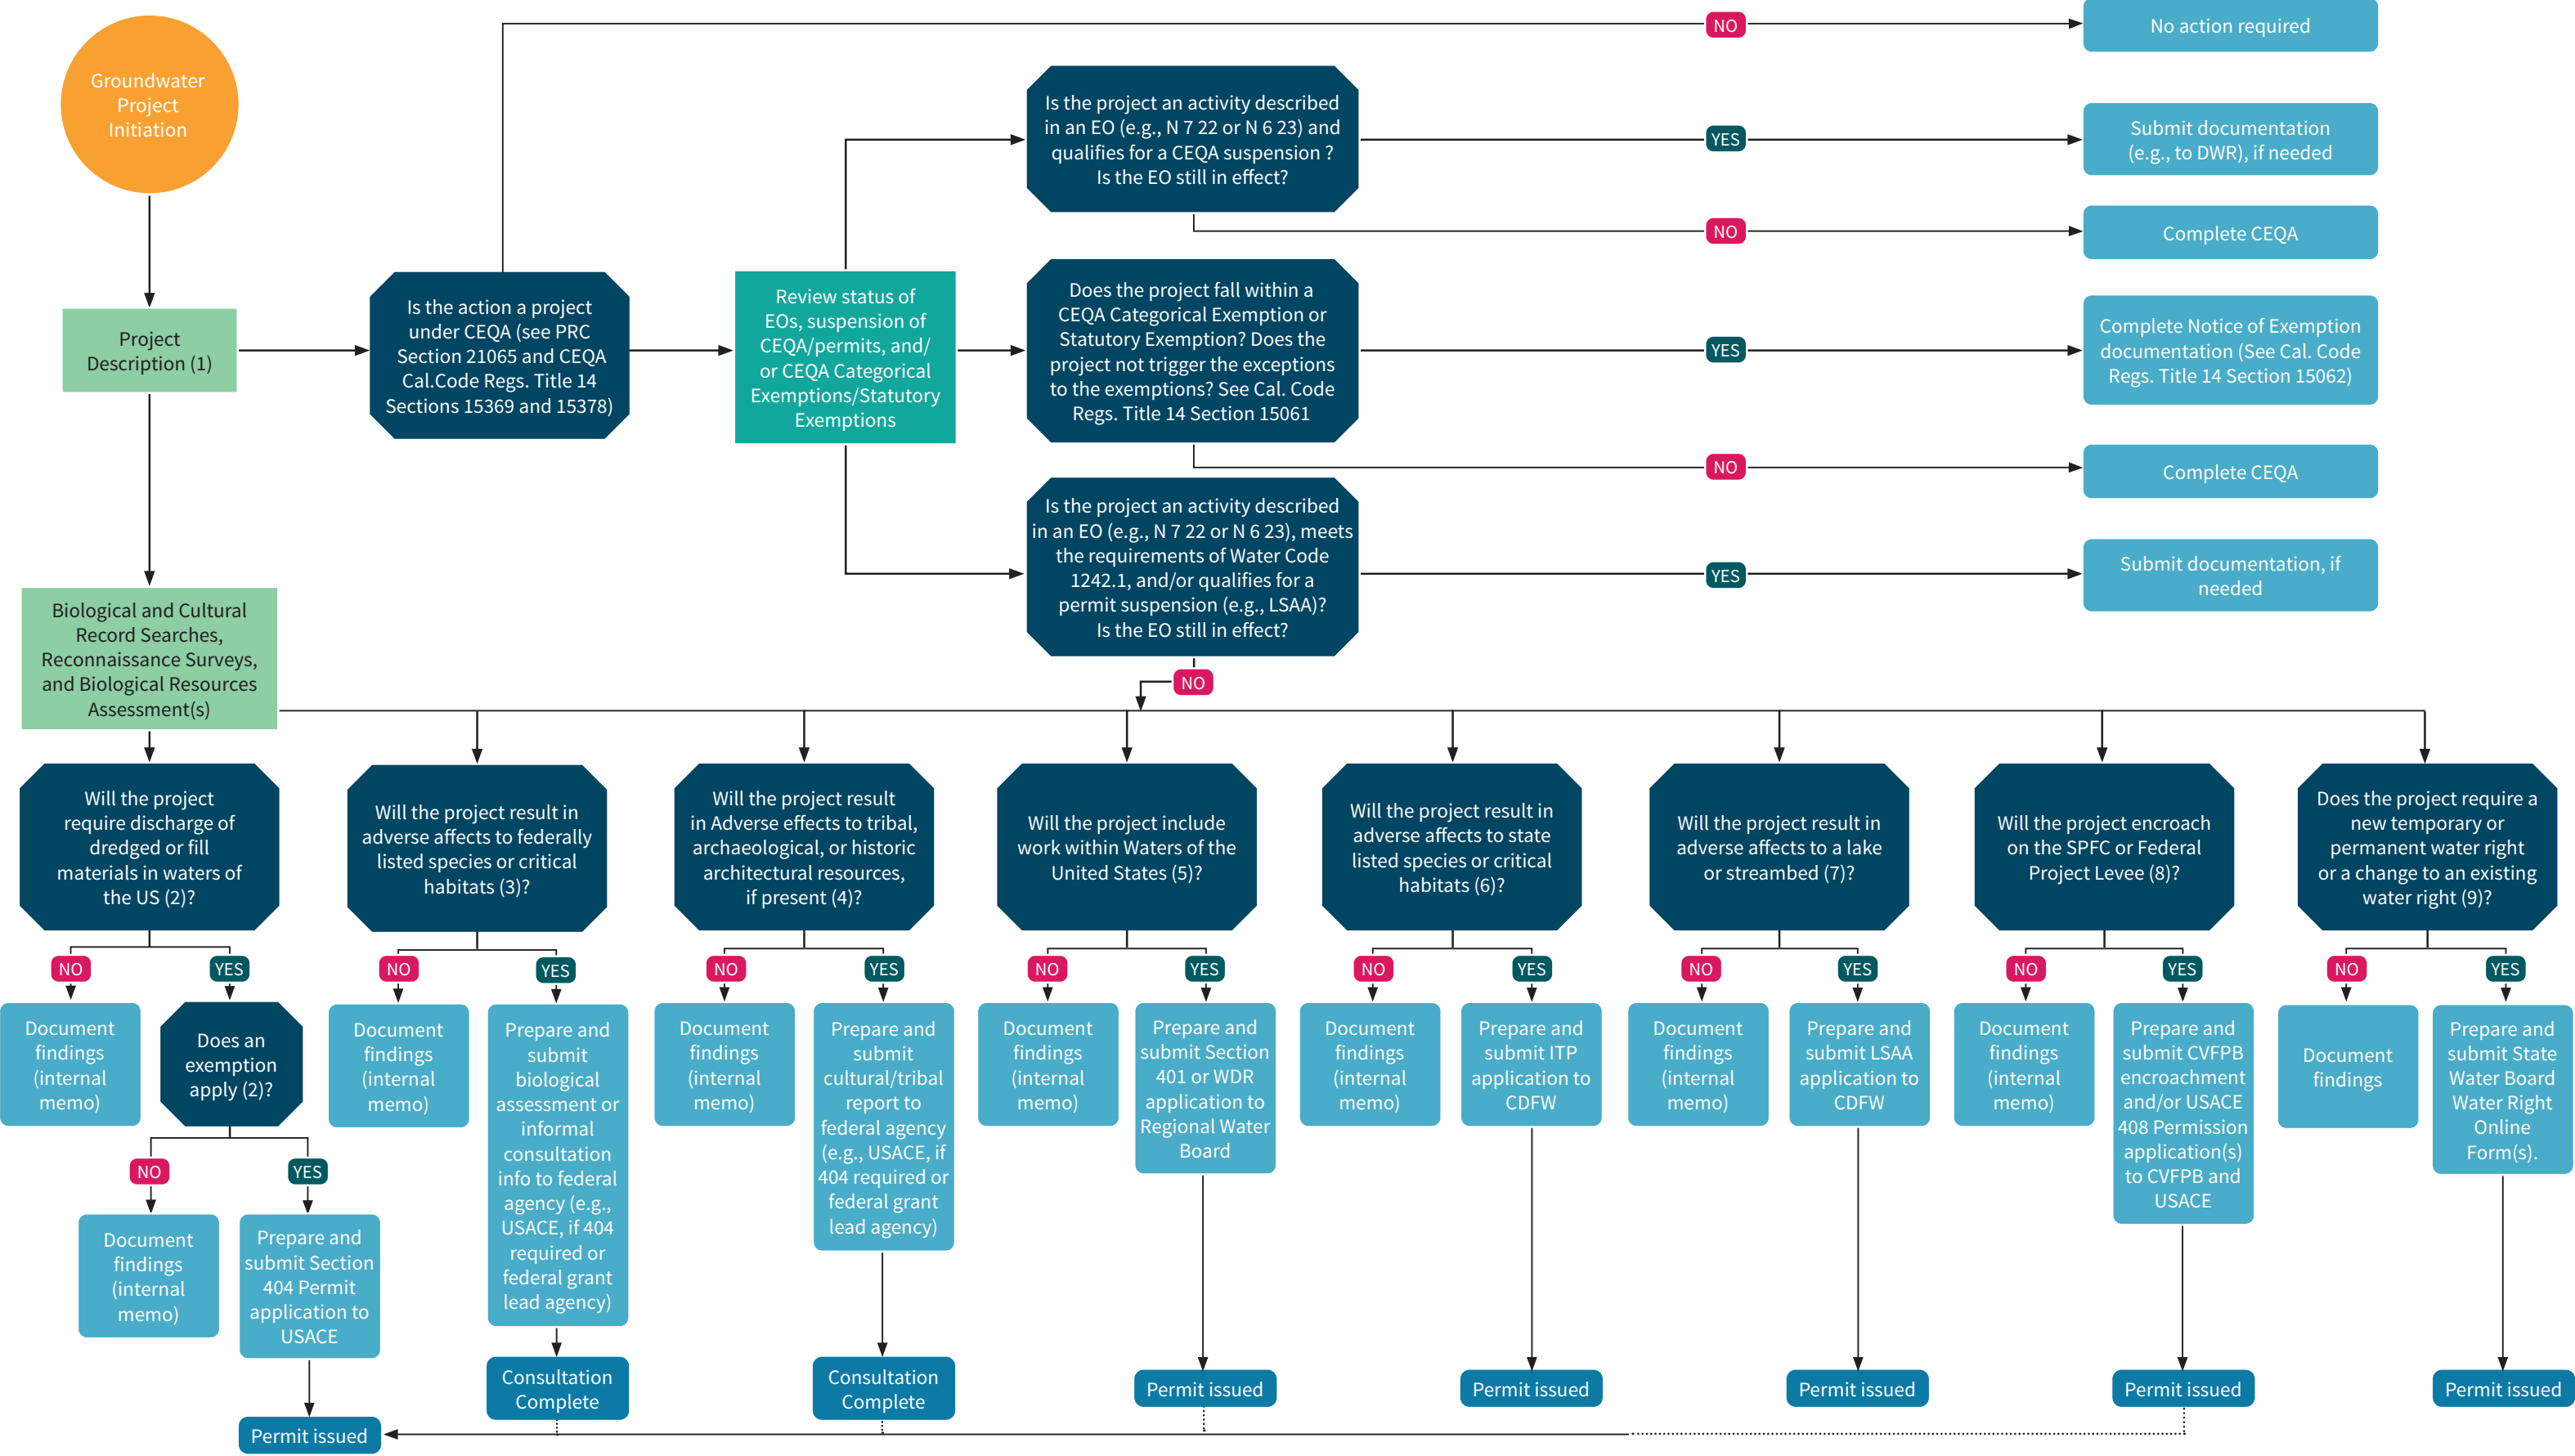 Groundwater
Project
Initiation
NO
No action required
Is the project an activity described
in an EO (e.g., N 7 22 or N 6 23) and
qualifies for a CEQA suspension ?
Is the EO still in effect?
YES
Submit documentation
(e.g., to DWR), if needed
NO
Complete CEQA
Project
Description (1)
Is the action a project
under CEQA (see PRC
Section 21065 and CEQA
Cal.Code Regs. Title 14
Sections 15369 and 15378)
Review status of
EOs, suspension of
CEQA/permits, and/
or CEQA Categorical
Exemptions/Statutory
Exemptions
Does the project fall within a
CEQA Categorical Exemption or
Statutory Exemption? Does the
project not trigger the exceptions
to the exemptions? See Cal. Code
Regs. Title 14 Section 15061
YES
Complete Notice of Exemption
documentation (See Cal. Code
Regs. Title 14 Section 15062)
NO
Complete CEQA
Is the project an activity described
in an EO (e.g., N 7 22 or N 6 23), meets
the requirements of Water Code
1242.1, and/or qualifies for a
permit suspension (e.g., LSAA)?
Is the EO still in effect?
YES
Submit documentation, if
needed
NO
Biological and Cultural
Record Searches,
Reconnaissance Surveys,
and Biological Resources
Assessment(s)
Will the project
require discharge of
dredged or fill
materials in waters of
the US (2)?
NO
YES
Document
findings
(internal
memo)
Does an
exemption
apply (2)?
NO
YES
Document
findings
(internal
memo)
Prepare and
submit Section
404 Permit
application to
USACE
Permit issued
Will the project result in
adverse affects to federally
listed species or critical
habitats (3)?
NO
YES
Document
findings
(internal
memo)
Prepare and
submit
biological
assessment or
informal
consultation
info to federal
agency (e.g.,
USACE, if 404
required or
federal grant
lead agency)
Consultation
Complete
Will the project result
in Adverse effects to tribal,
archaeological, or historic
architectural resources,
if present (4)?
NO
YES
Document
findings
(internal
memo)
Prepare and
submit
cultural/tribal
report to
federal agency
(e.g., USACE, if
404 required or
federal grant
lead agency)
Consultation
Complete
Will the project include
work within Waters of the
United States (5)?
NO
YES
Document
findings
(internal
memo)
Prepare and
submit Section
401 or WDR
application to
Regional Water
Board
Permit issued
Will the project result in
adverse affects to state
listed species or critical
habitats (6)?
NO
YES
Document
findings
(internal
memo)
Prepare and
submit ITP
application to
CDFW
Permit issued
Will the project result in
adverse affects to a lake
or streambed (7)?
NO
YES
Document
findings
(internal
memo)
Prepare and
submit LSAA
application to
CDFW
Permit issued
Will the project encroach
on the SPFC or Federal
Project Levee (8)?
NO
YES
Document
findings
(internal
memo)
Prepare and
submit CVFPB
encroachment
and/or USACE
408 Permission
application(s)
to CVFPB and
USACE
Permit issued
Does the project require a
new temporary or
permanent water right
or a change to an existing
water right (9)?
NO
YES
Document
findings
Prepare and
submit State
Water Board
Water Right
Online
Form(s).
Permit issued